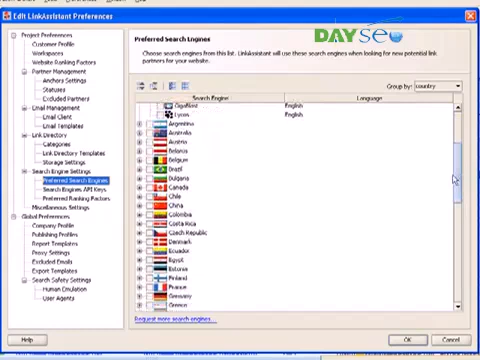 Edit LinkAssistant Preferences
DAYseo
Project Preferences
Customer Profile
Workspaces
Website Ranking Factors
Partner Management
Anchors Settings
Statuses
Excluded Partners
Email Management
Email Client
Email Templates
Link Directory
Categories
Link Directory Templates
Storage Settings
Search Engine Settings
Preferred Search Engines
Search Engines API Keys
Preferred Ranking Factors
Miscellaneous Settings
Global Preferences
Company Profile
Publishing Profiles
Report Templates
Proxy Settings
Excluded Emails
Export Templates
Search Safety Settings
Human Emulation
User Agents
Preferred Search Engines
Choose search engines from this list. LinkAssistant will use these search engines when looking for new potential link
partners for your website.
Group by: country
Search Engine Language
GigaBlast English
Lycos English
Argentina
Australia
Austria
Belarus
Belgium
Brazil
Bulgaria
Canada
Chile
China
Colombia
Costa Rica
Czech Republic
Denmark
Ecuador
Egypt
Estonia
Finland
France
Germany
Greece
Request more search engines...
Help
OK
Cancel